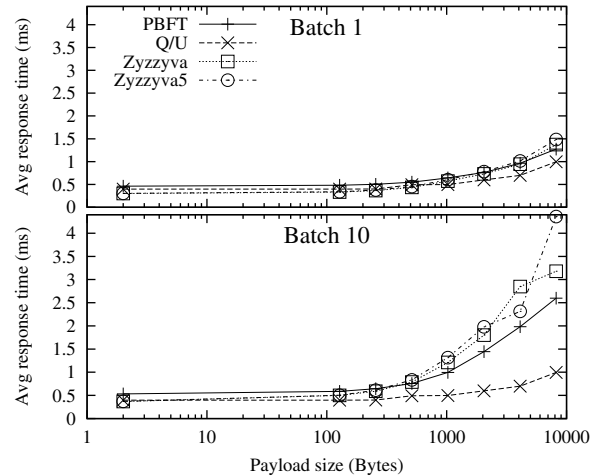 Avg response time (ms)
4
3.5
3
2.5
2
1.5
1
0.5
0
PBFT
Q/U
Zyzzyva
Zyzzyva5
Batch 1
Avg response time (ms)
4
3.5
3
2.5
2
1.5
1
0.5
0
Batch 10
1 10 100 1000 10000
Payload size (Bytes)